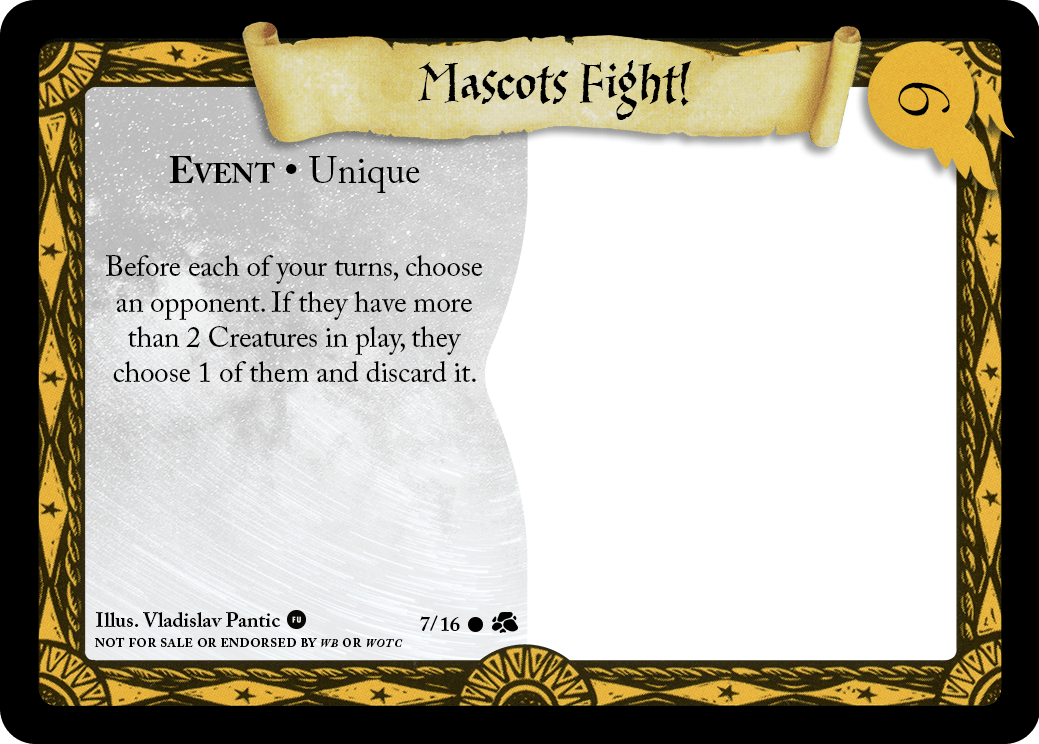 Mascots Fight!
6
EVENT • Unique
Before each of your turns, choose
an opponent. If they have more
than 2 Creatures in play, they
choose 1 of them and discard it.
Illus. Vladislav Pantic FU
7/16
NOT FOR SALE OR ENDORSED BY WB OR WOTC